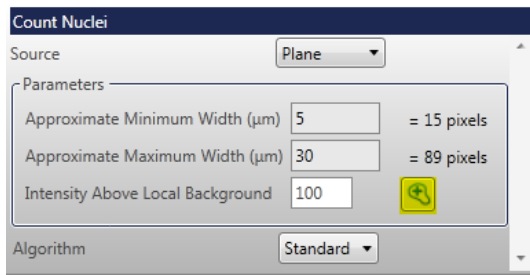 Count Nuclei
Source Plane
Parameters
Approximate Minimum Width (µm) 5 = 15 pixels
Approximate Maximum Width (µm) 30 = 89 pixels
Intensity Above Local Background 100
Algorithm Standard